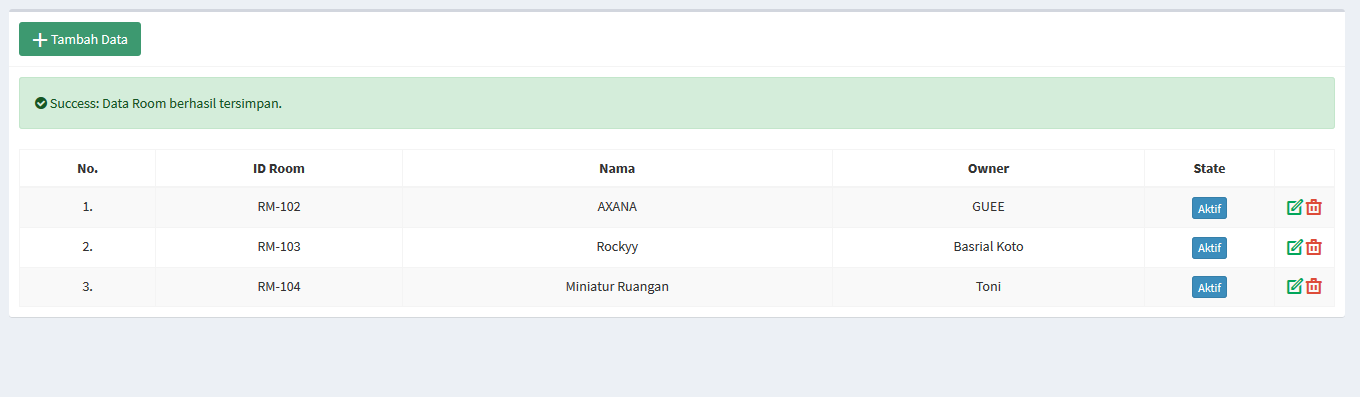 Tambah Data
Success: Data Room berhasil tersimpan.
No. ID Room Nama Owner State
1. RM-102 AXANA GUEE Aktif
2. RM-103 Rockyy Basrial Koto Aktif
3. RM-104 Miniatur Ruangan Toni Aktif